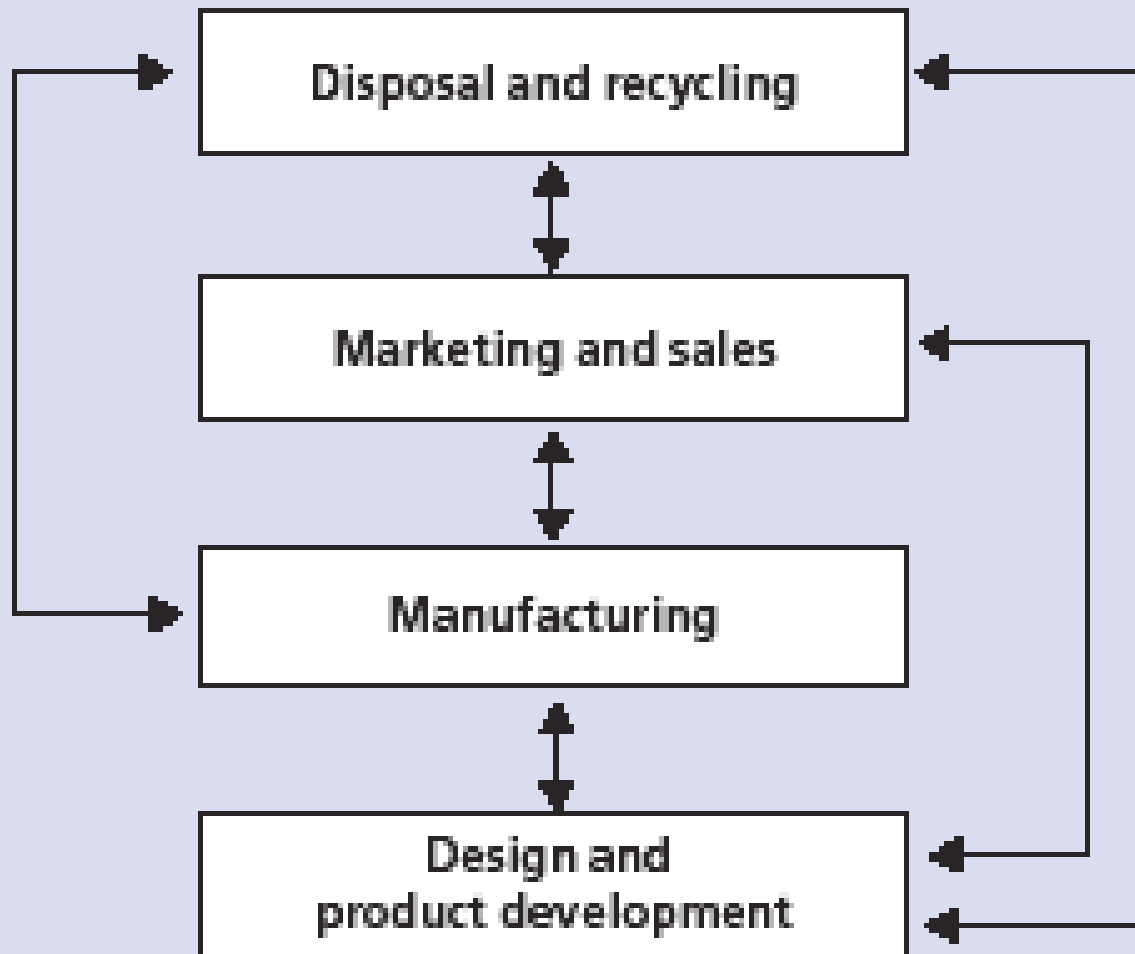 Disposal and recycling
Marketing and sales
Manufacturing
Design and
product development